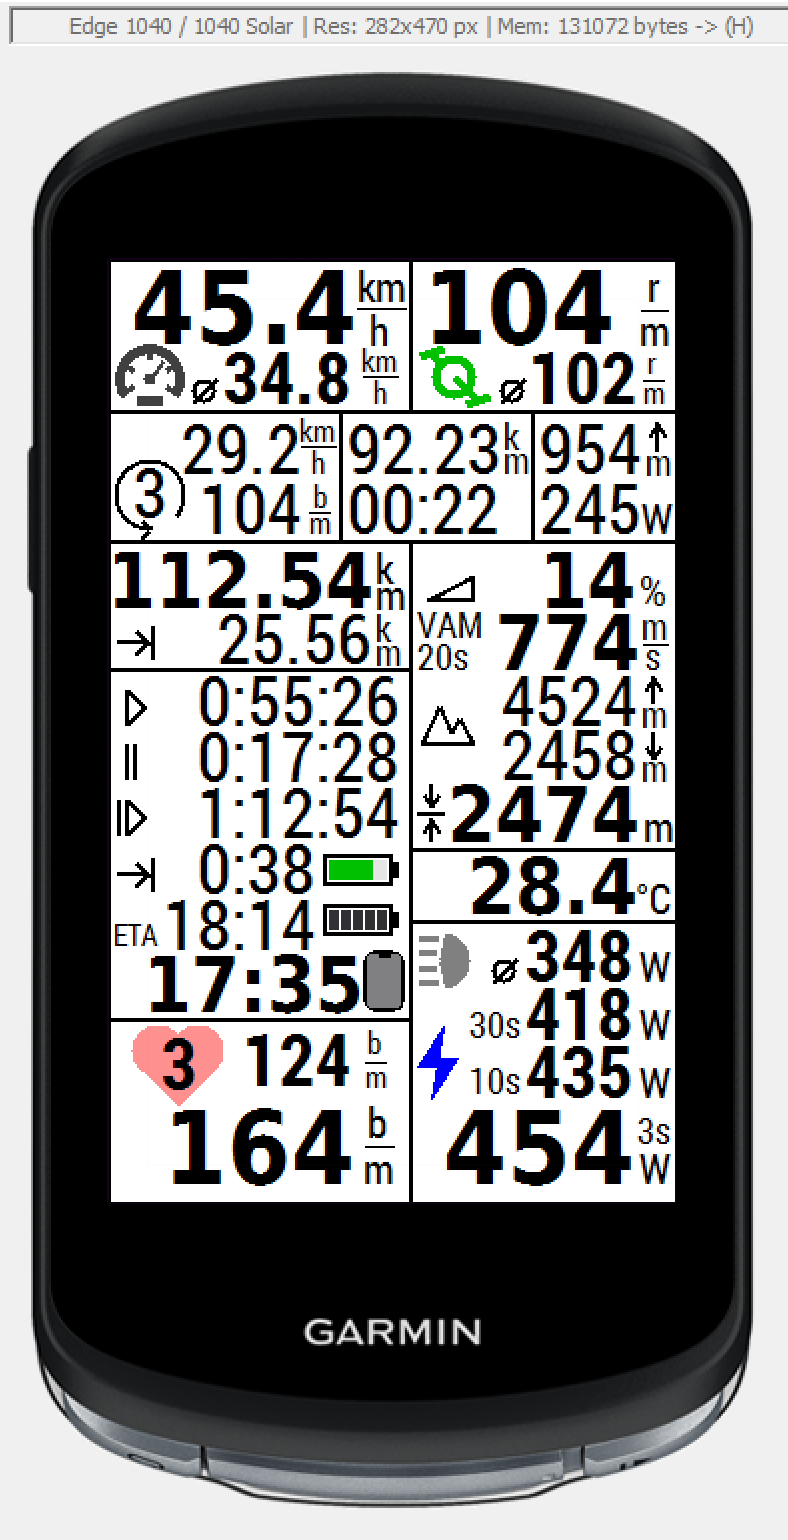 Edge 1040 / 1040 Solar | Res: 282x470 px | Mem: 131072 bytes -> (H)
45.4 km/h
ø 34.8 km/h
104 r/m
ø 102 r/m
3
29.2 km/h
104 b/m
92.23 km
00:22
954 m
245 W
112.54 km
25.56 km
0:55:26
0:17:28
1:12:54
0:38
ETA 18:14
17:35
3
124 b/m
164 b/m
14 %
VAM 20s 774 m/s
4524 m
2458 m
2474 m
28.4 °C
ø 348 W
30s 418 W
10s 435 W
454 3s W
GARMIN